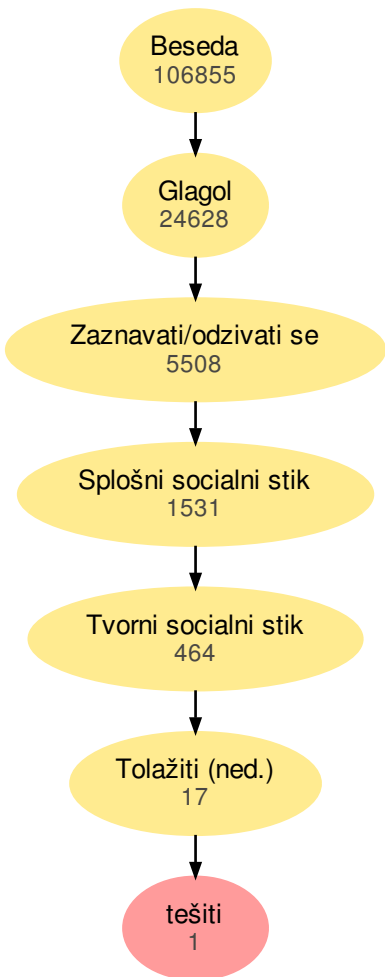 Beseda
106855
Glagol
24628
Zaznavati/odzivati se
5508
Splošni socialni stik
1531
Tvorni socialni stik
464
Tolažiti (ned.)
17
tešiti
1